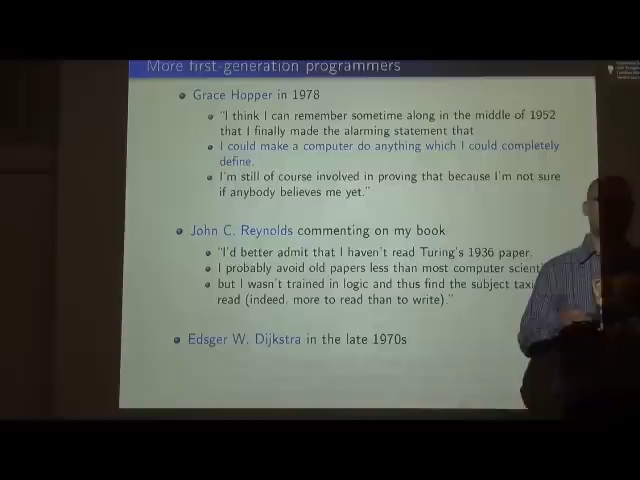 More first-generation programmers
Grace Hopper in 1978
"I think I can remember sometime along in the middle of 1952
that I finally made the alarming statement that
I could make a computer do anything which I could completely
define.
I'm still of course involved in proving that because I'm not sure
if anybody believes me yet."
John C. Reynolds commenting on my book
"I'd better admit that I haven't read Turing's 1936 paper.
I probably avoid old papers less than most computer scienti
but I wasn't trained in logic and thus find the subject taxi
read (indeed, more to read than to write)."
Edsger W. Dijkstra in the late 1970s